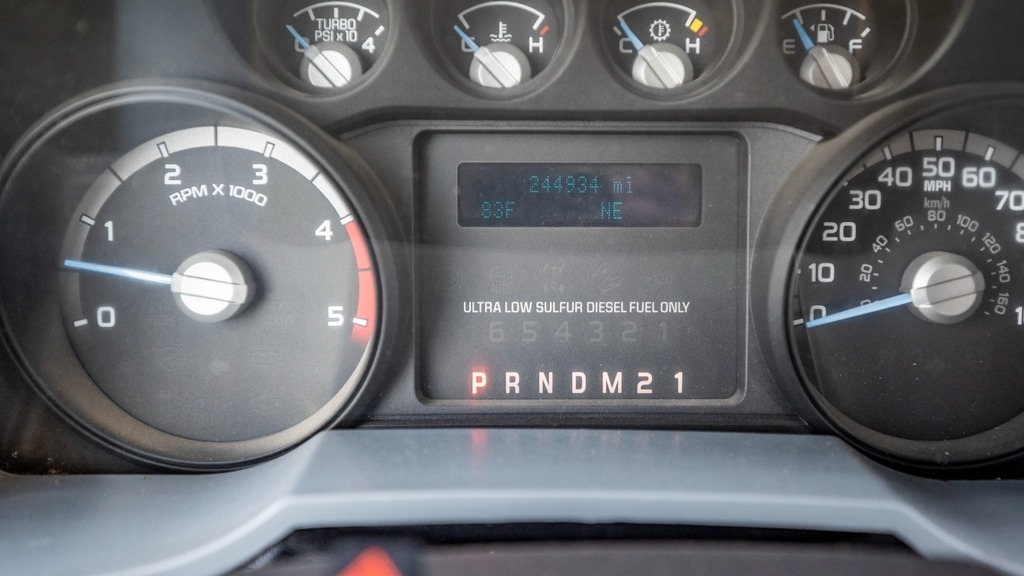 TURBO
PSI x 10
4
H
C H
E F
0 1 2 3 4 5
RPM X 1000
244934 mi
83F NE
ULTRA LOW SULFUR DIESEL FUEL ONLY
6 5 4 3 2 1
P R N D M 2 1
0 10 20 30 40 50 60 70
MPH
km/h
20 40 60 80 100 120 140 160